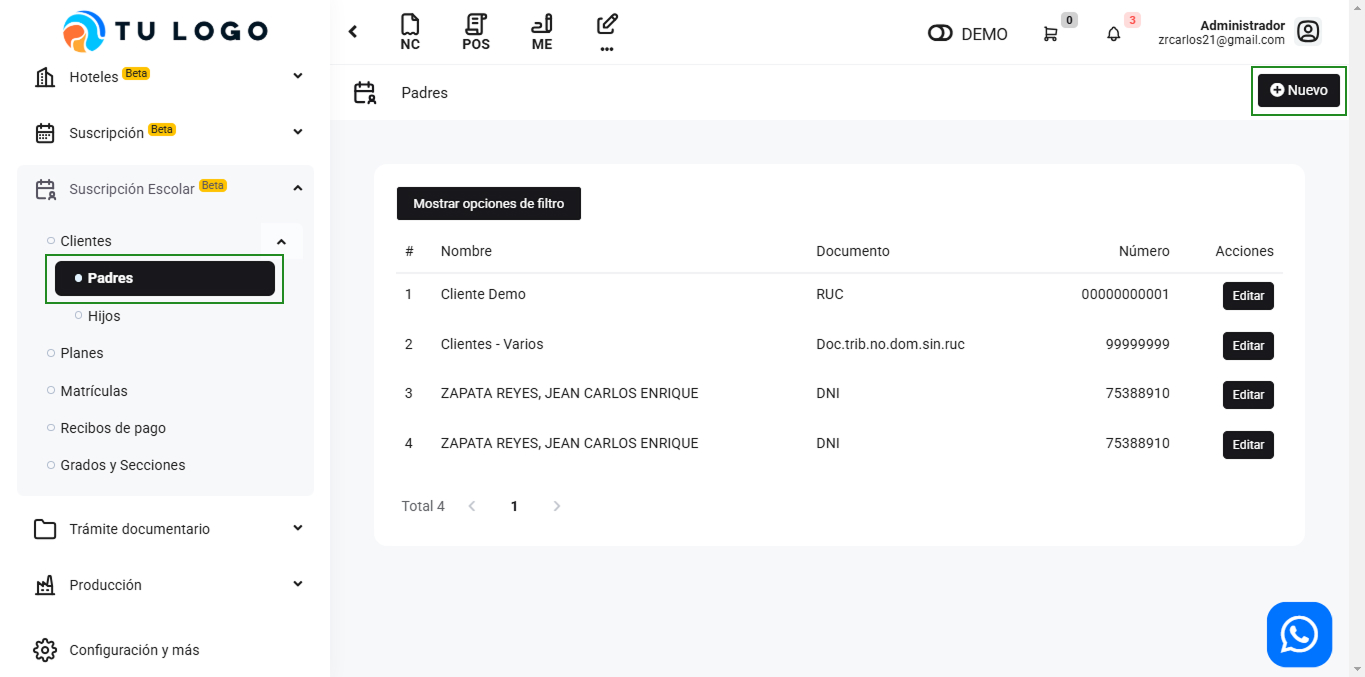 TU LOGO
Hoteles Beta
Suscripción Beta
Suscripción Escolar Beta
Clientes
Padres
Hijos
Planes
Matrículas
Recibos de pago
Grados y Secciones
Trámite documentario
Producción
Configuración y más
NC POS ME ...
DEMO
0
3
Administrador
zrcarlos21@gmail.com
Padres
Nuevo
Mostrar opciones de filtro
# Nombre Documento Número Acciones
1 Cliente Demo RUC 00000000001 Editar
2 Clientes - Varios Doc.trib.no.dom.sin.ruc 99999999 Editar
3 ZAPATA REYES, JEAN CARLOS ENRIQUE DNI 75388910 Editar
4 ZAPATA REYES, JEAN CARLOS ENRIQUE DNI 75388910 Editar
Total 4 1